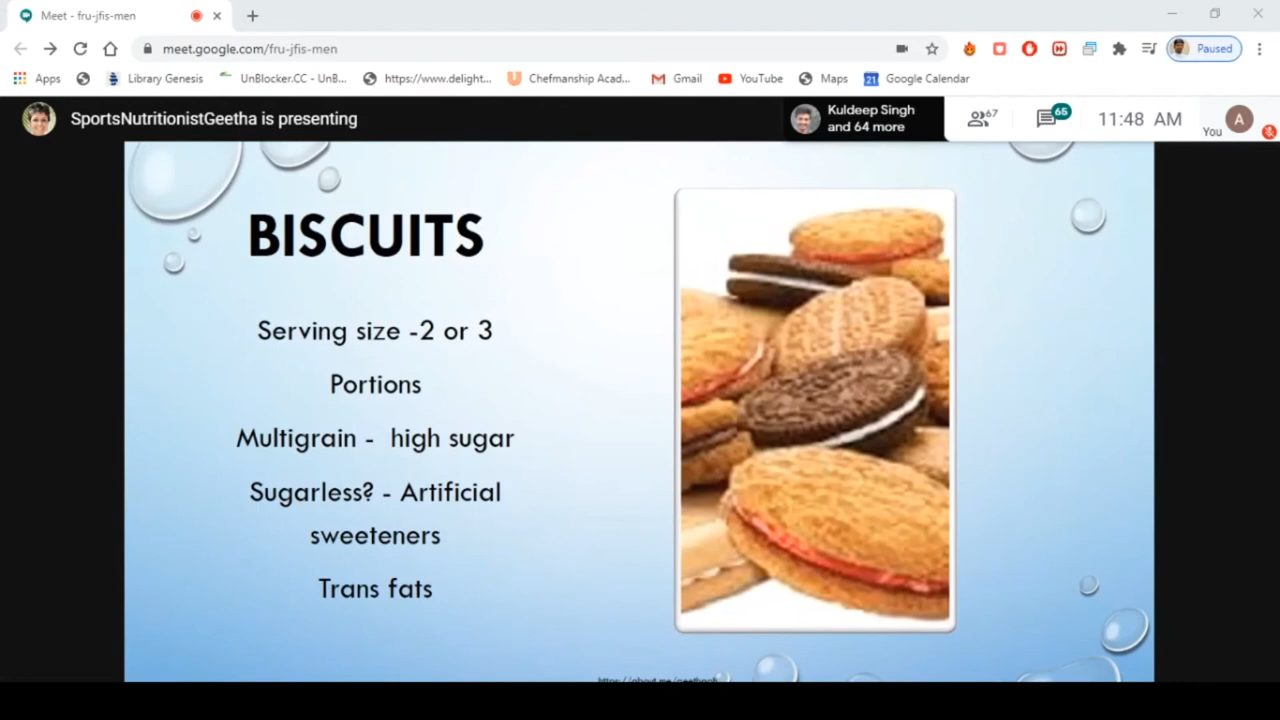 Meet - fru-jfis-men
meet.google.com/fru-jfis-men
Paused
Apps
Library Genesis
UnBlocker.CC - UnB...
https://www.delight...
Chefmanship Acad...
Gmail
YouTube
Maps
21
Google Calendar
SportsNutritionistGeetha is presenting
Kuldeep Singh
and 64 more
67
65
11:48 AM
You
A
BISCUITS
Serving size -2 or 3
Portions
Multigrain - high sugar
Sugarless? - Artificial
sweeteners
Trans fats